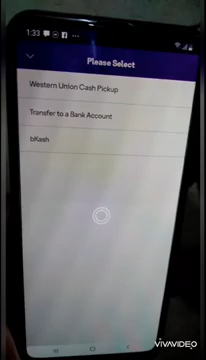 1:33
Please Select
Western Union Cash Pickup
Transfer to a Bank Account
bKash
VIVAVIDEO